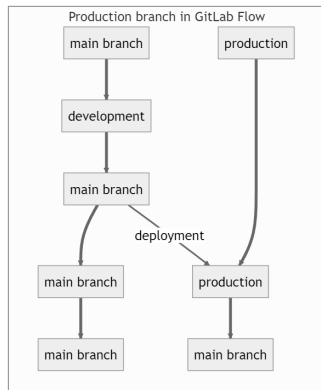 Production branch in GitLab Flow
main branch
production
development
main branch
deployment
main branch
production
main branch
main branch